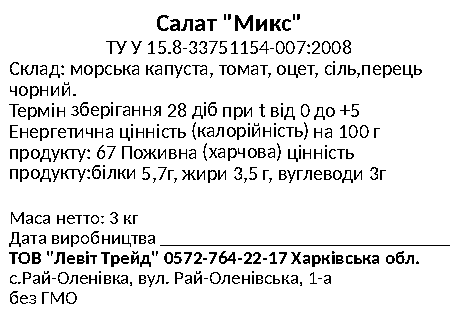 Салат "Микс"
ТУ У 15.8-33751154-007:2008
Склад: морська капуста, томат, оцет, сіль,перець
чорний.
Термін зберігання 28 діб при t від 0 до +5
Енергетична цінність (калорійність) на 100 г
продукту: 67 Поживна (харчова) цінність
продукту:білки 5,7г, жири 3,5 г, вуглеводи 3г
Маса нетто: 3 кг
Дата виробництва ______________________________
ТОВ "Левіт Трейд" 0572-764-22-17 Харківська обл.
с.Рай-Оленівка, вул. Рай-Оленівська, 1-а
без ГМО